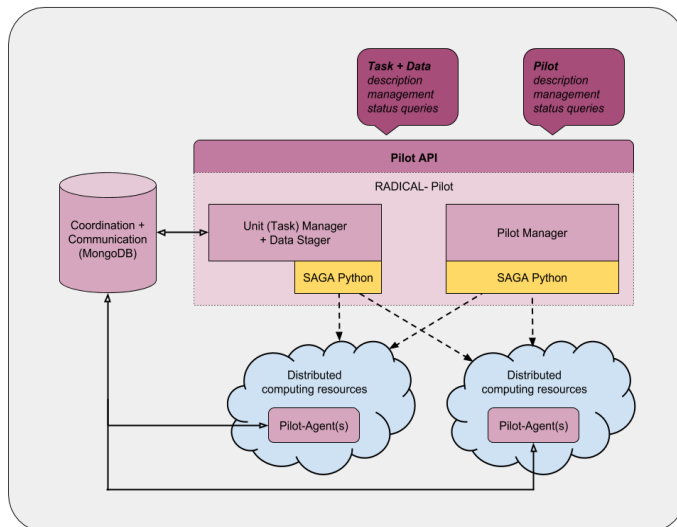 Task + Data
description
management
status queries
Pilot
description
management
status queries
Pilot API
RADICAL- Pilot
Coordination +
Communication
(MongoDB)
Unit (Task) Manager
+ Data Stager
Pilot Manager
SAGA Python
SAGA Python
Distributed
computing resources
Pilot-Agent(s)
Distributed
computing resources
Pilot-Agent(s)